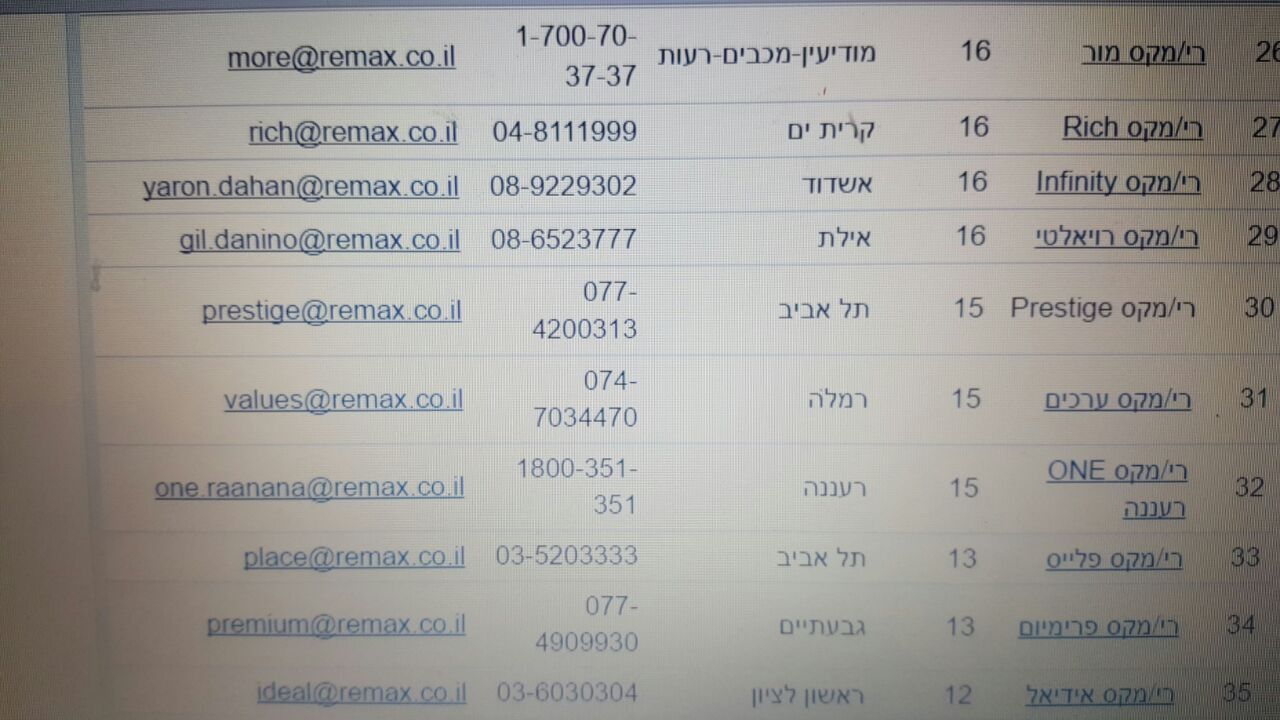 26 רי/מקס מור 16 מודיעין-מכבים-רעות 1-700-70-37-37 more@remax.co.il
27 רי/מקס Rich 16 קרית ים 04-8111999 rich@remax.co.il
28 רי/מקס Infinity 16 אשדוד 08-9229302 yaron.dahan@remax.co.il
29 רי/מקס רויאלטי 16 אילת 08-6523777 gil.danino@remax.co.il
30 רי/מקס Prestige 15 תל אביב 077-4200313 prestige@remax.co.il
31 רי/מקס ערכים 15 רמלה 074-7034470 values@remax.co.il
32 רי/מקס ONE רעננה 15 רעננה 1800-351-351 one.raanana@remax.co.il
33 רי/מקס פלייס 13 תל אביב 03-5203333 place@remax.co.il
34 רי/מקס פרימיום 13 גבעתיים 077-4909930 premium@remax.co.il
35 רי/מקס אידיאל 12 ראשון לציון 03-6030304 ideal@remax.co.il